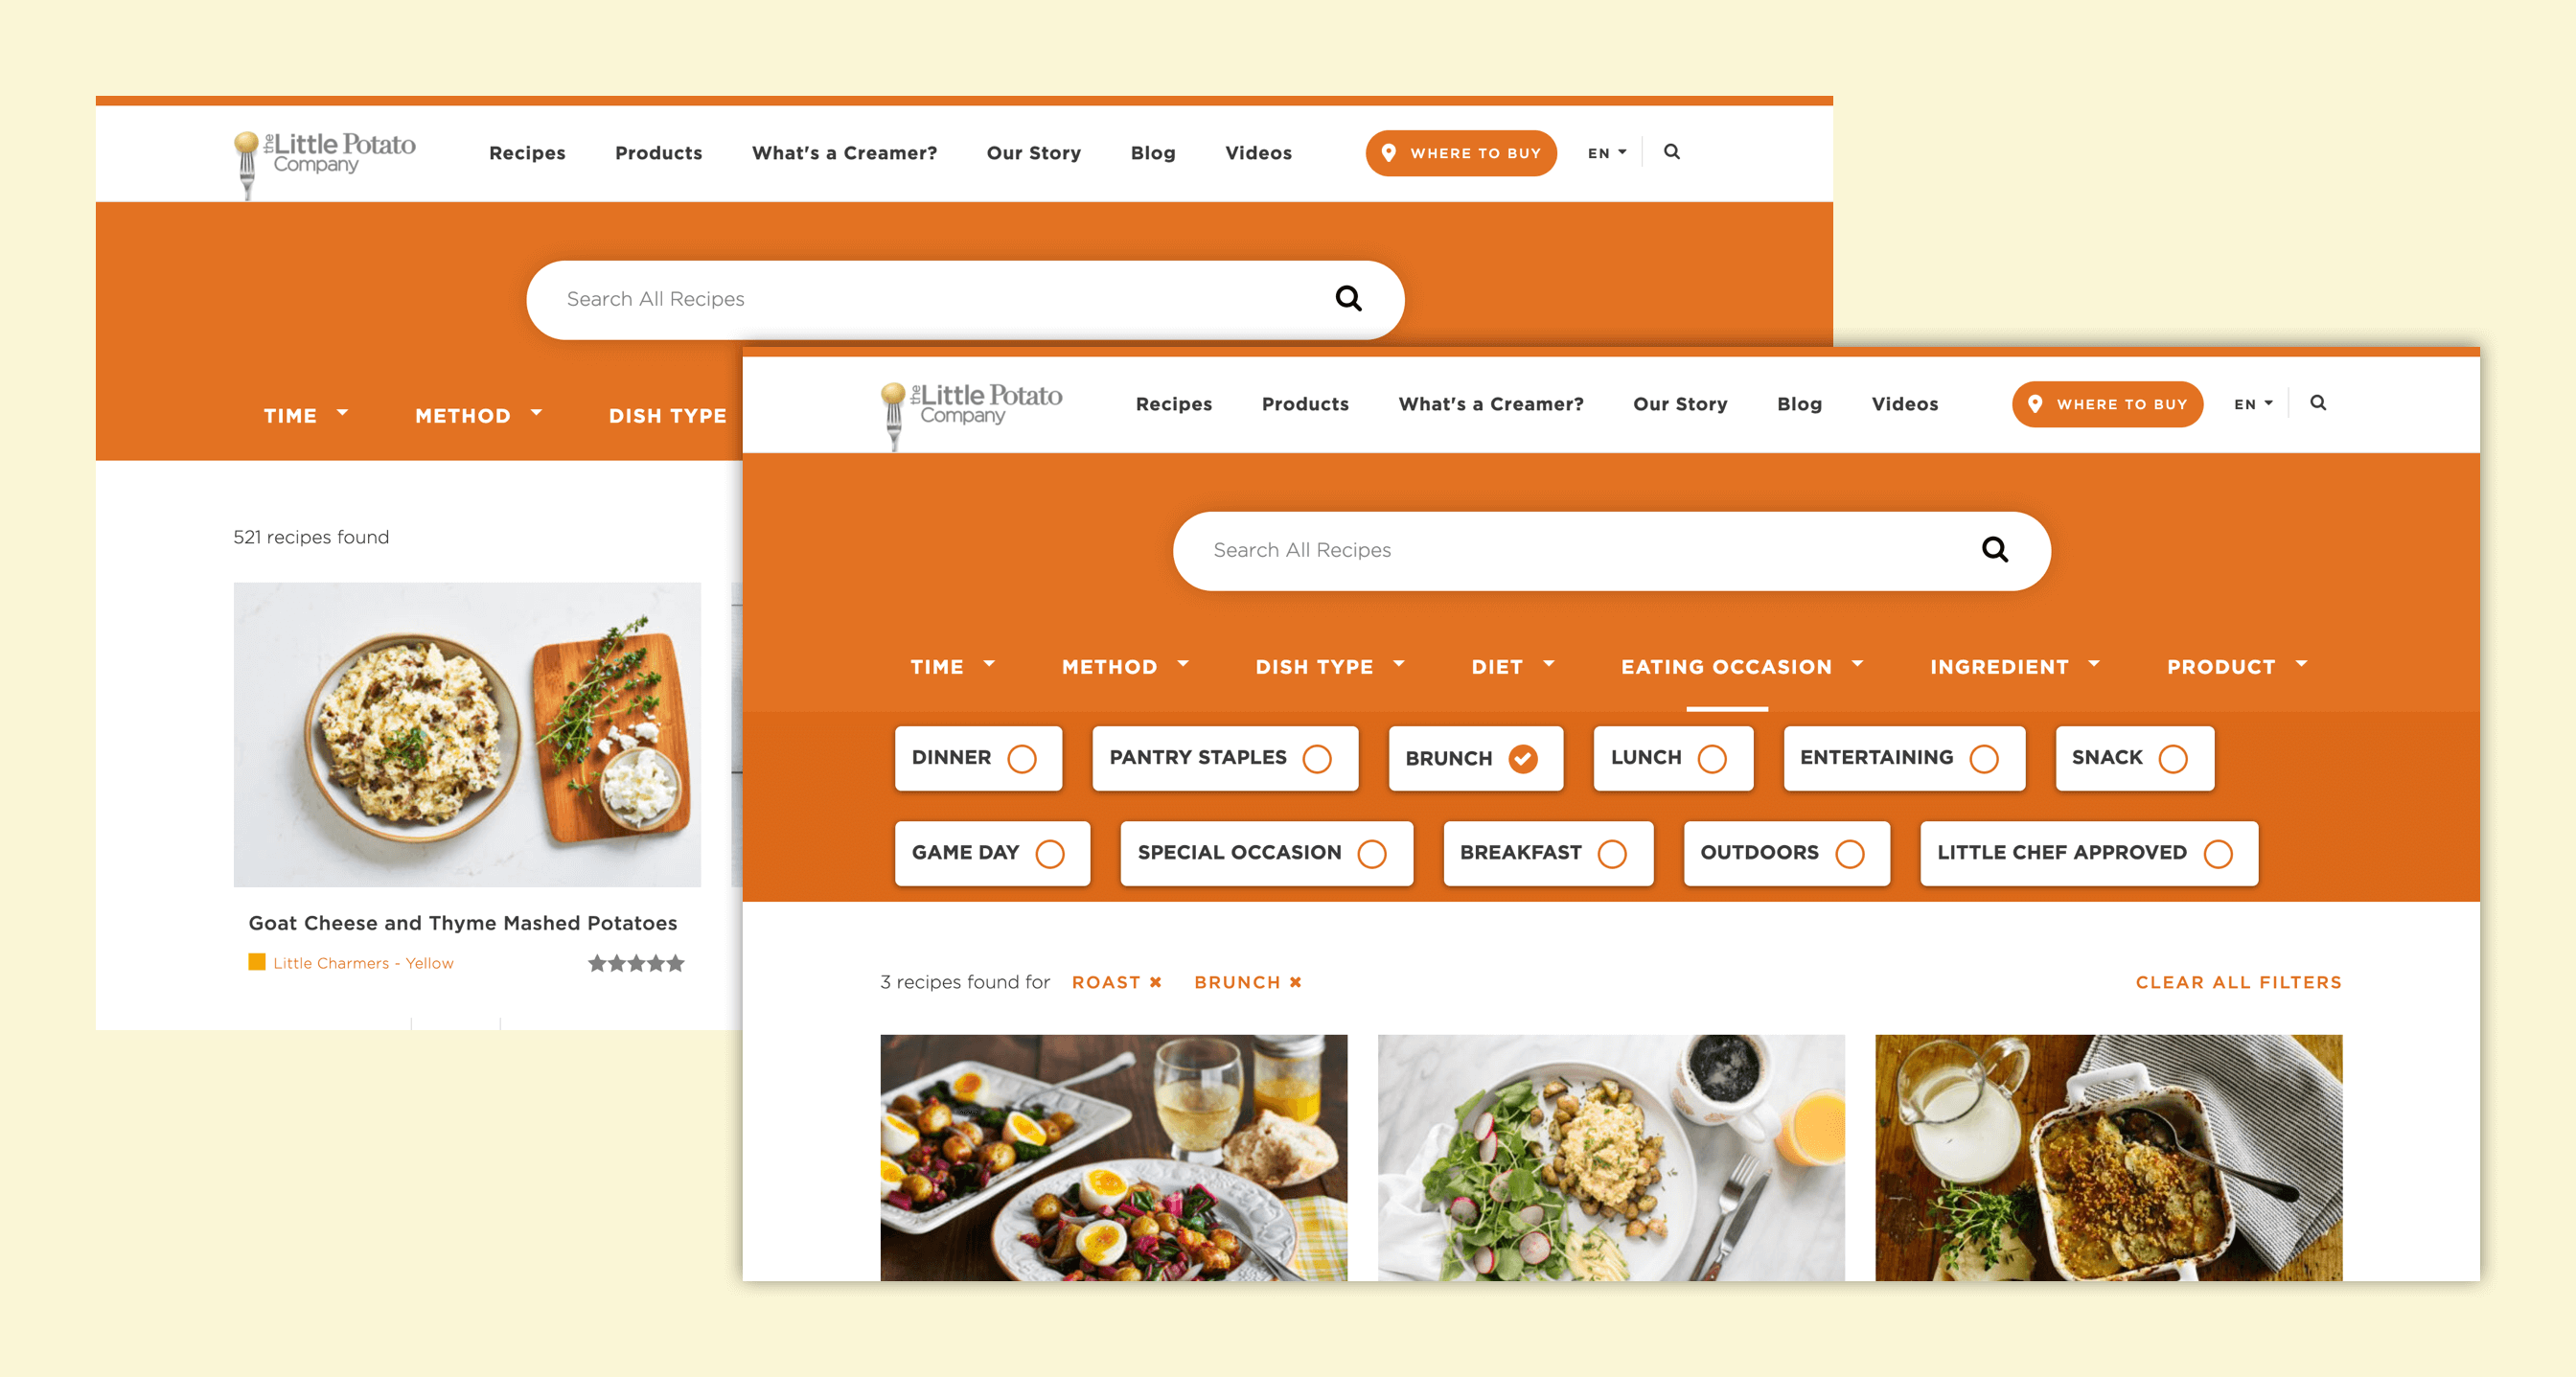 the Little Potato Company
Recipes Products What's a Creamer? Our Story Blog Videos WHERE TO BUY EN
Search All Recipes
TIME METHOD DISH TYPE
521 recipes found
Goat Cheese and Thyme Mashed Potatoes
Little Charmers - Yellow
the Little Potato Company
Recipes Products What's a Creamer? Our Story Blog Videos WHERE TO BUY EN
Search All Recipes
TIME METHOD DISH TYPE DIET EATING OCCASION INGREDIENT PRODUCT
DINNER PANTRY STAPLES BRUNCH LUNCH ENTERTAINING SNACK
GAME DAY SPECIAL OCCASION BREAKFAST OUTDOORS LITTLE CHEF APPROVED
3 recipes found for ROAST BRUNCH CLEAR ALL FILTERS